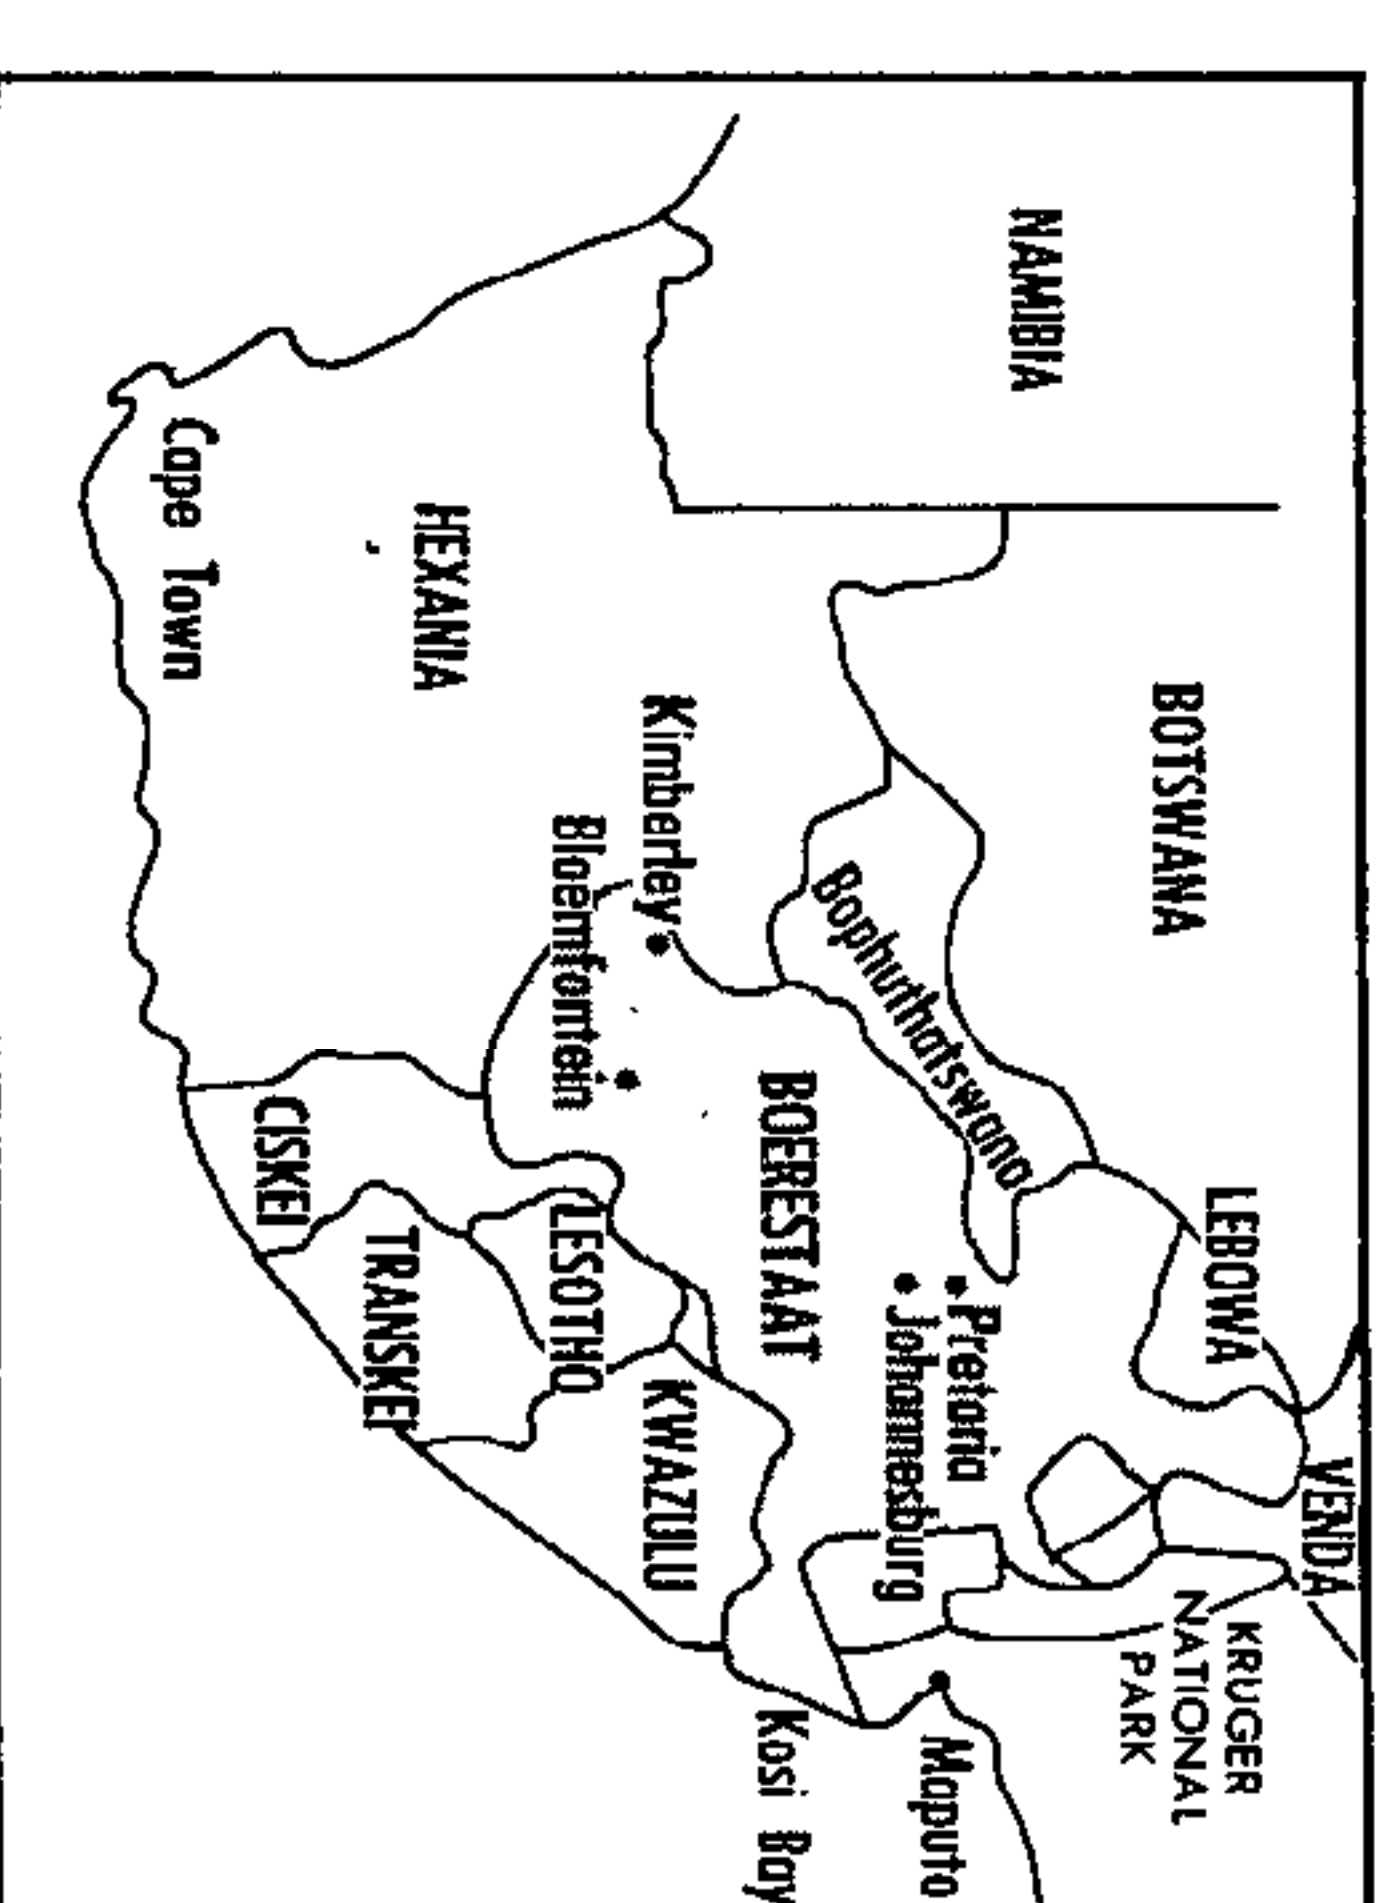 NAMIBIA
BOTSWANA
LEBOWA
VENDA
KRUGER
NATIONAL
PARK
Bophuthatswana
Pretoria
Johannesburg
Maputo
BOERESTAAT
Kosi Bay
Kimberley
Bloemfontein
KWAZULU
LESOTHO
HEXANIA
TRANSKEI
CISKEI
Cape Town